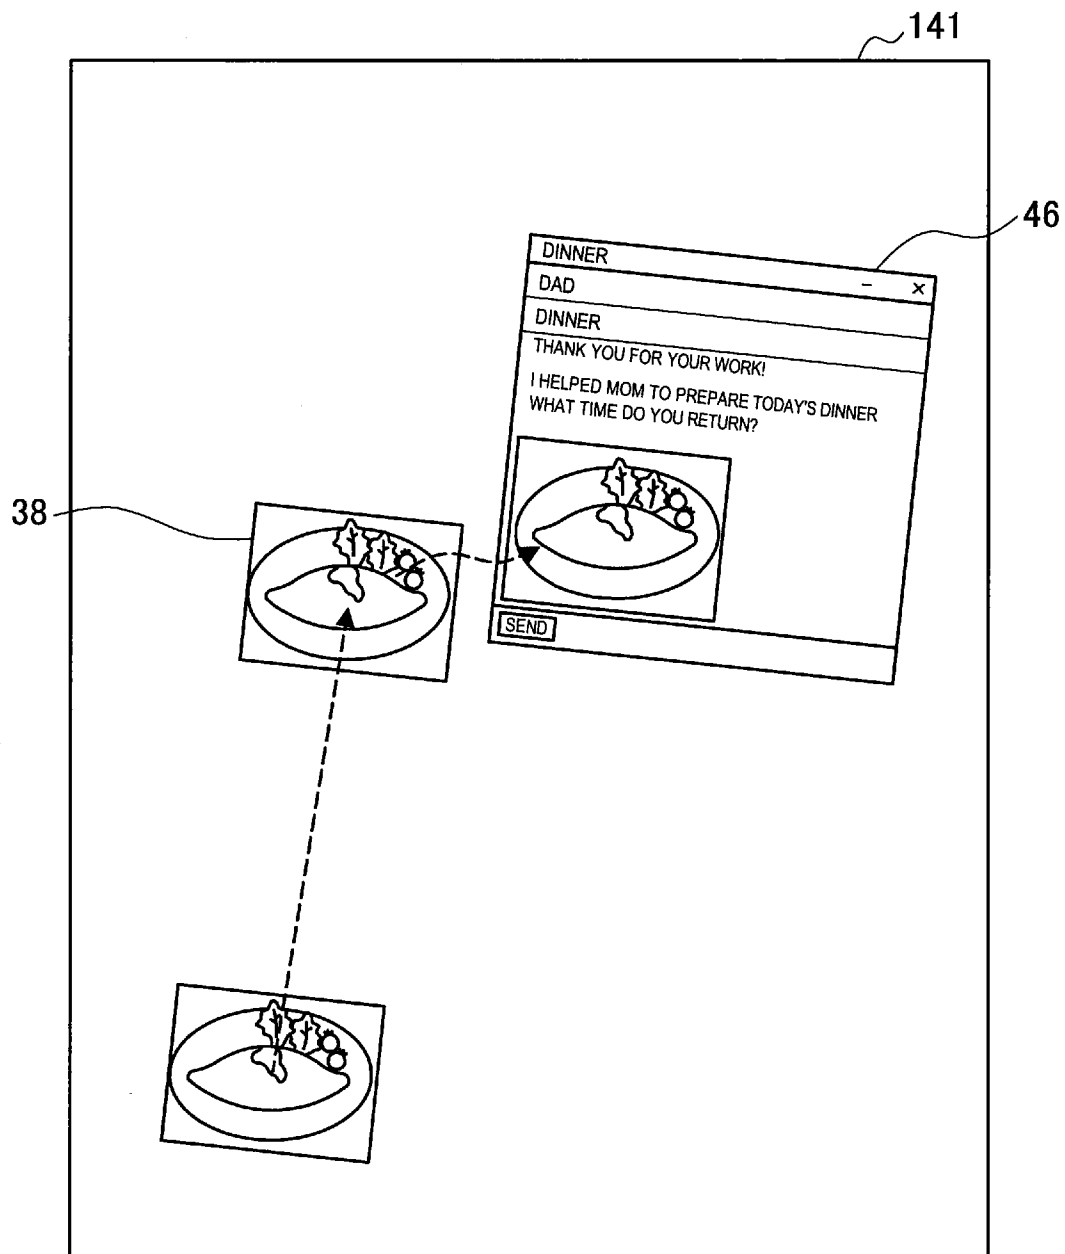 141
46
DINNER
− ×
DAD
DINNER
THANK YOU FOR YOUR WORK!
I HELPED MOM TO PREPARE TODAY'S DINNER
WHAT TIME DO YOU RETURN?
38
SEND